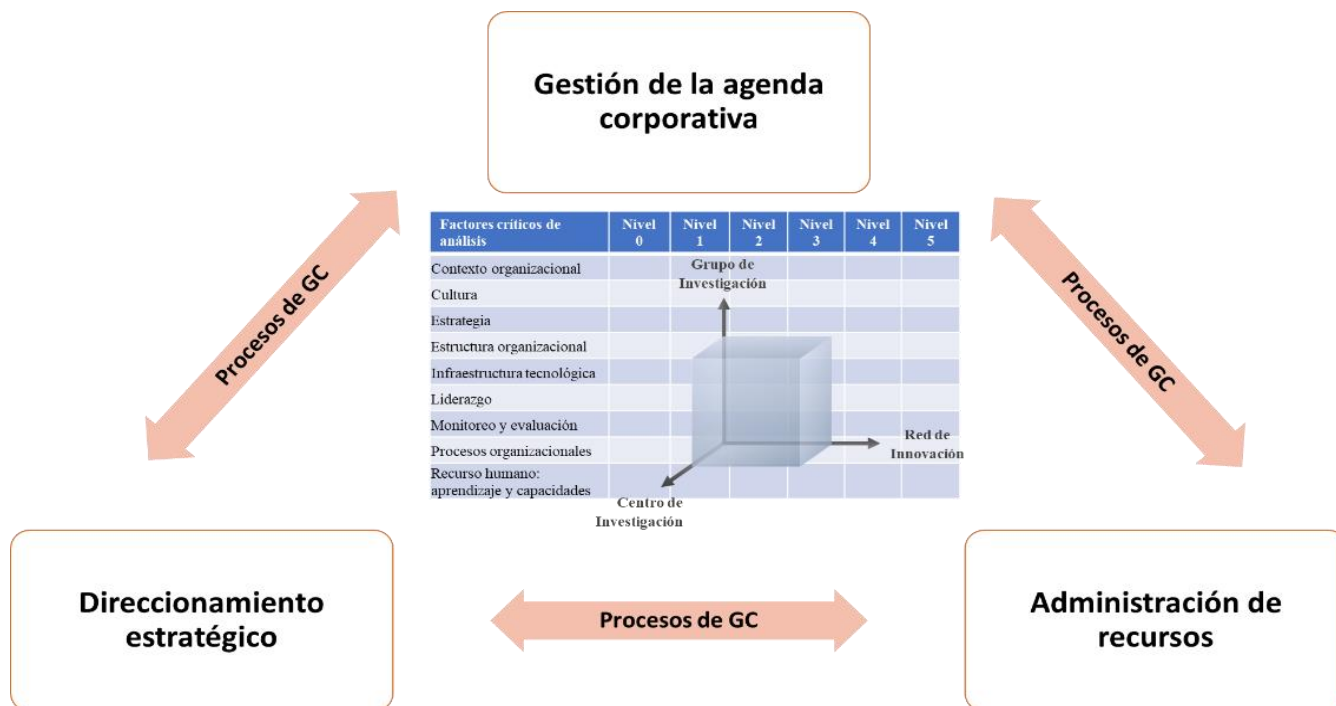 Gestión de la agenda
corporativa
Procesos de GC
Procesos de GC
Factores críticos de
análisis
Nivel
0
Nivel
1
Nivel
2
Nivel
3
Nivel
4
Nivel
5
Contexto organizacional
Cultura
Estrategia
Estructura organizacional
Infraestructura tecnológica
Liderazgo
Monitoreo y evaluación
Procesos organizacionales
Recurso humano:
aprendizaje y capacidades
Grupo de
Investigación
Red de
Innovación
Centro de
Investigación
Direccionamiento
estratégico
Procesos de GC
Administración de
recursos